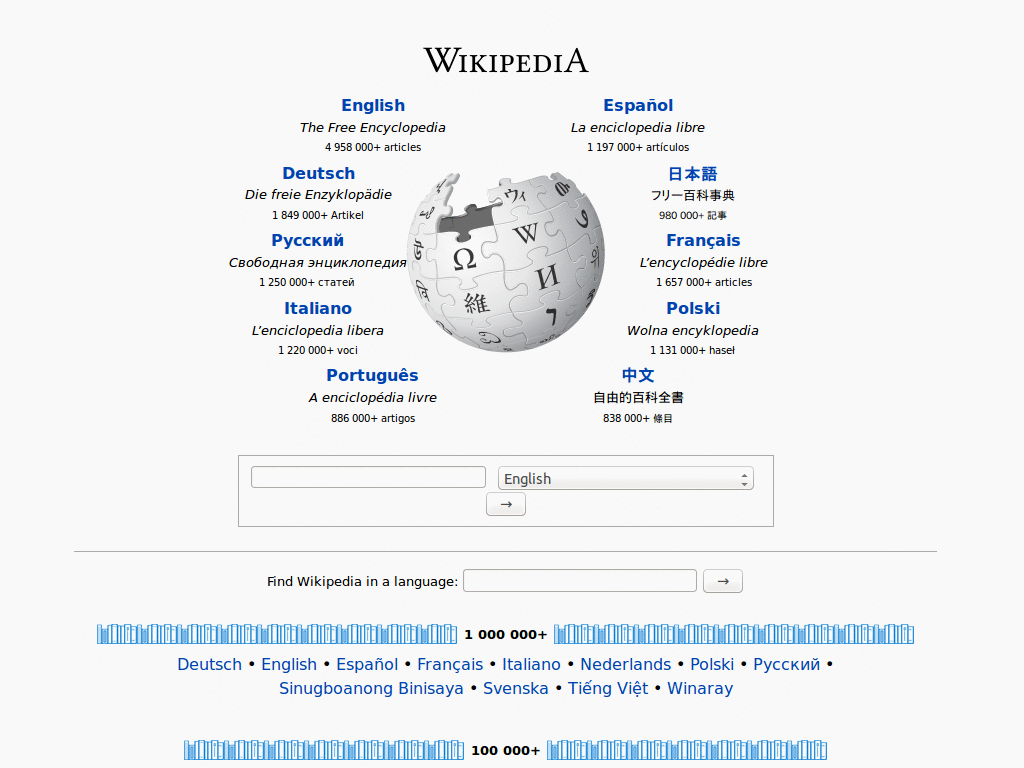 WIKIPEDIA
English
The Free Encyclopedia
4 958 000+ articles
Español
La enciclopedia libre
1 197 000+ artículos
Deutsch
Die freie Enzyklopädie
1 849 000+ Artikel
日本語
フリー百科事典
980 000+ 記事
Русский
Свободная энциклопедия
1 250 000+ статей
Français
L'encyclopédie libre
1 657 000+ articles
Italiano
L'enciclopedia libera
1 220 000+ voci
Polski
Wolna encyklopedia
1 131 000+ haseł
Português
A enciclopédia livre
886 000+ artigos
中文
自由的百科全書
838 000+ 條目
ウィ
W
Ω
И
維
English
→
Find Wikipedia in a language:
→
1 000 000+
Deutsch • English • Español • Français • Italiano • Nederlands • Polski • Русский •
Sinugboanong Binisaya • Svenska • Tiếng Việt • Winaray
100 000+